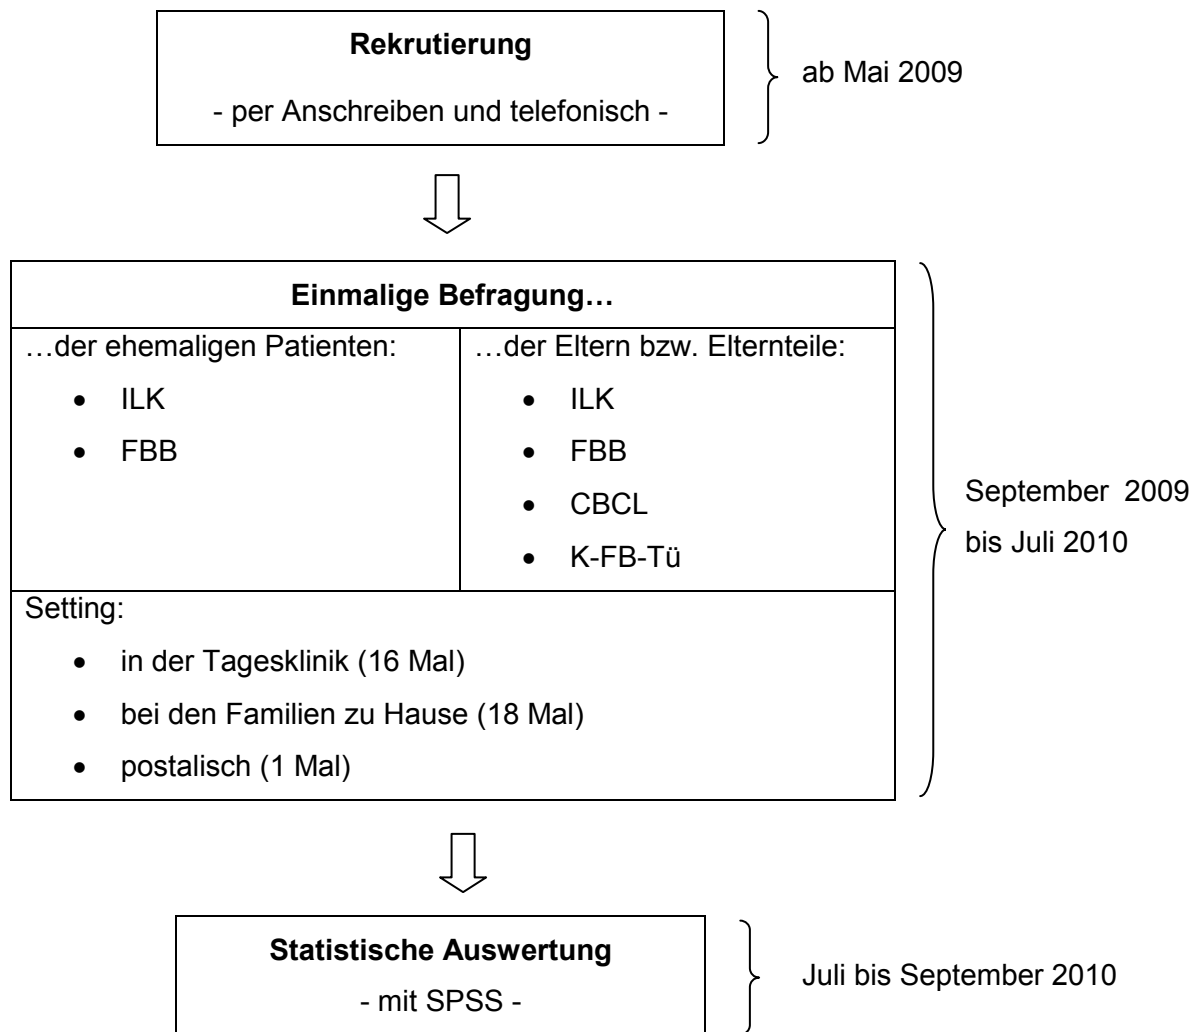 Rekrutierung
- per Anschreiben und telefonisch -
ab Mai 2009
Einmalige Befragung…
…der ehemaligen Patienten:
• ILK
• FBB
…der Eltern bzw. Elternteile:
• ILK
• FBB
• CBCL
• K-FB-Tü
Setting:
• in der Tagesklinik (16 Mal)
• bei den Familien zu Hause (18 Mal)
• postalisch (1 Mal)
September 2009
bis Juli 2010
Statistische Auswertung
- mit SPSS -
Juli bis September 2010